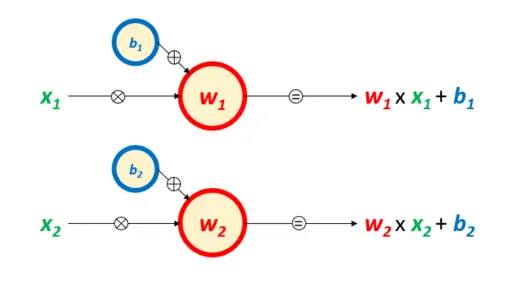 b₁
x₁ ⊗ w₁ ⊕ = w₁ x x₁ + b₁
b₂
x₂ ⊗ w₂ ⊕ = w₂ x x₂ + b₂